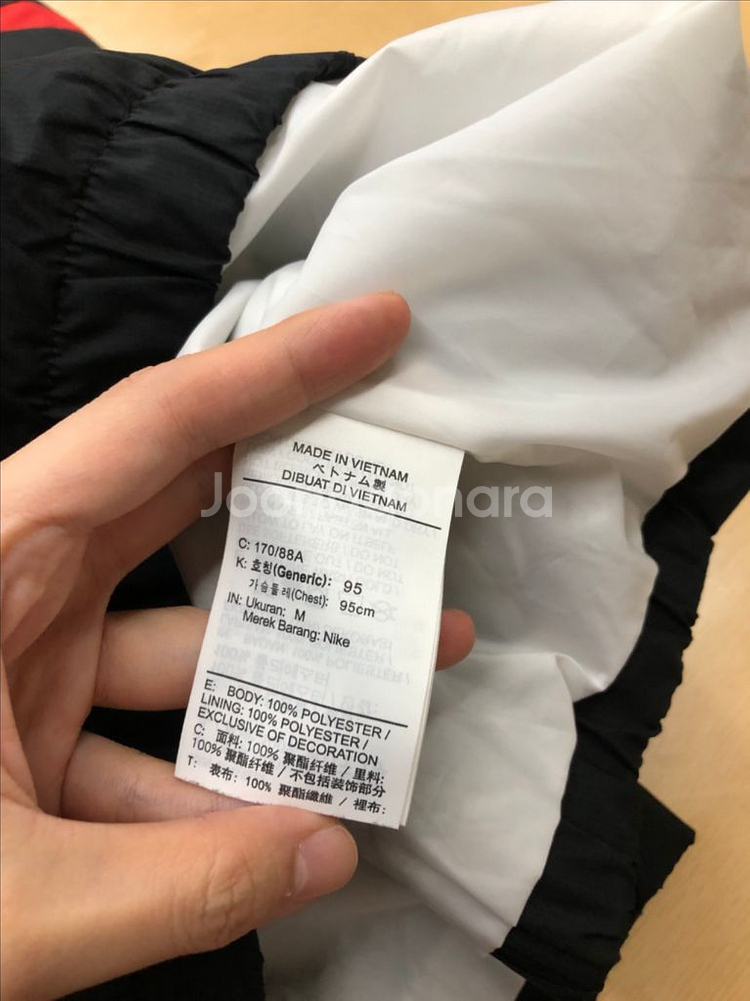 MADE IN VIETNAM
ベトナム製
DIBUAT DI VIETNAM
C: 170/88A
K: 호칭(Generic): 95
가슴둘레(Chest): 95cm
IN: Ukuran: M
Merek Barang: Nike
E: BODY: 100% POLYESTER /
LINING: 100% POLYESTER /
EXCLUSIVE OF DECORATION
C: 面料: 100% 聚酯纤维 / 里料:
100% 聚酯纤维 / 不包括装饰部分
T: 表布: 100% 聚酯纖維 / 裡布: